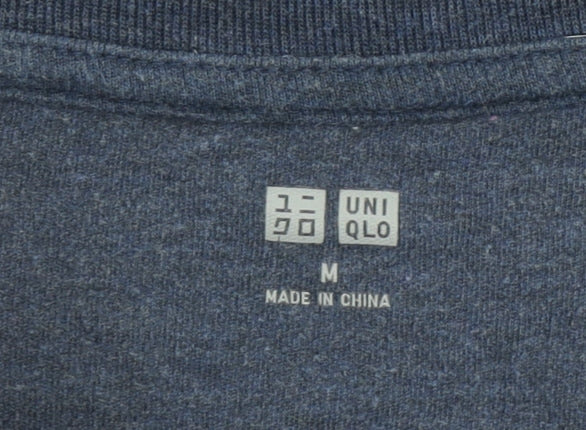 ユニ UNI
クロ QLO
M
MADE IN CHINA